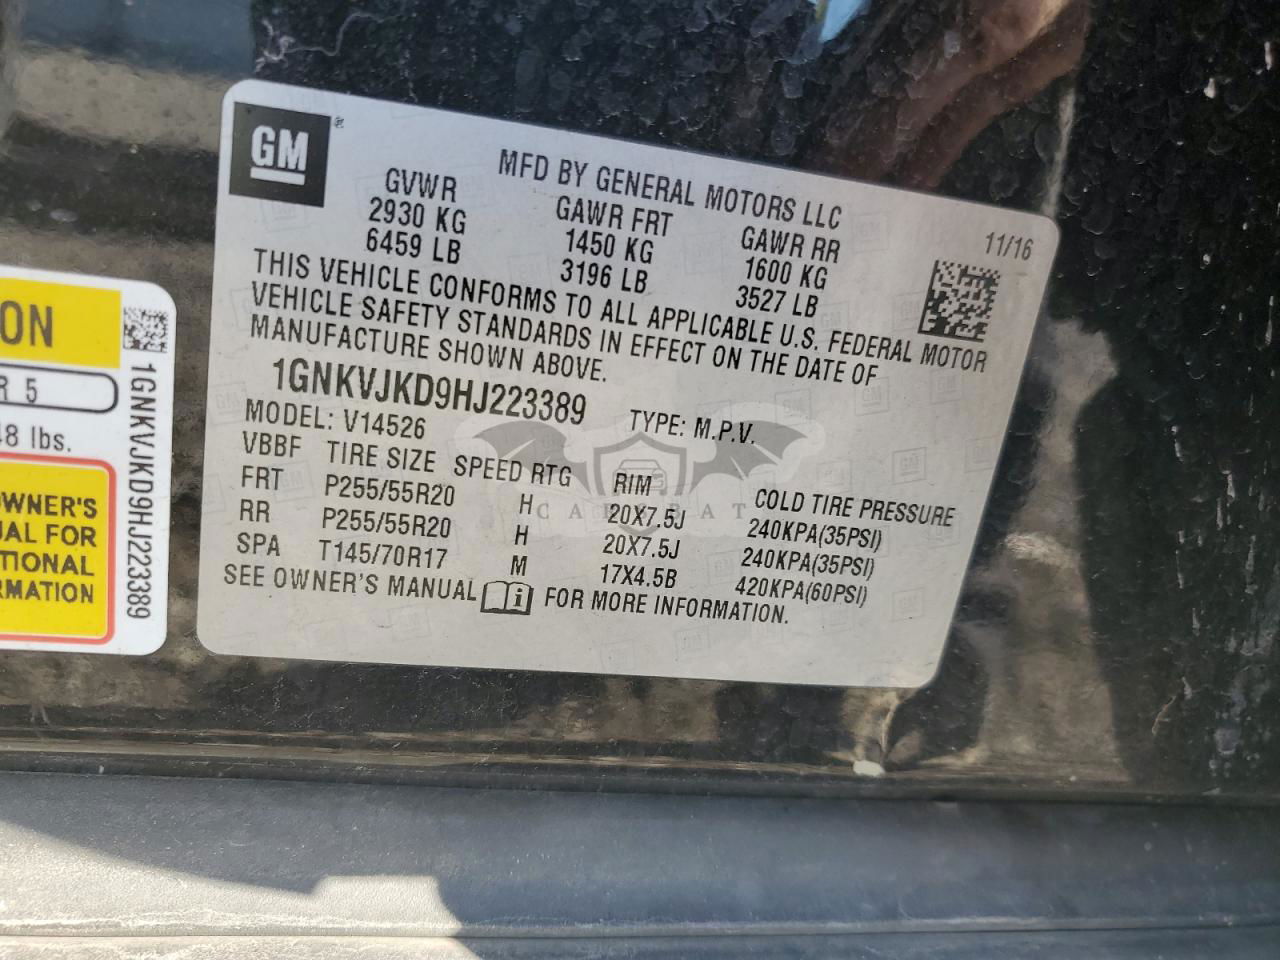 GM
MFD BY GENERAL MOTORS LLC
GVWR GAWR FRT GAWR RR 11/16
2930 KG 1450 KG 1600 KG
6459 LB 3196 LB 3527 LB
THIS VEHICLE CONFORMS TO ALL APPLICABLE U.S. FEDERAL MOTOR
VEHICLE SAFETY STANDARDS IN EFFECT ON THE DATE OF
MANUFACTURE SHOWN ABOVE.
1GNKVJKD9HJ223389 TYPE: M.P.V.
MODEL: V14526
VBBF TIRE SIZE SPEED RTG RIM COLD TIRE PRESSURE
FRT P255/55R20 H 20X7.5J 240KPA(35PSI)
RR P255/55R20 H 20X7.5J 240KPA(35PSI)
SPA T145/70R17 M 17X4.5B 420KPA(60PSI)
SEE OWNER'S MANUAL FOR MORE INFORMATION.
ON
R 5
48 lbs.
OWNER'S
UAL FOR
TIONAL
RMATION
1GNKVJKD9HJ223389